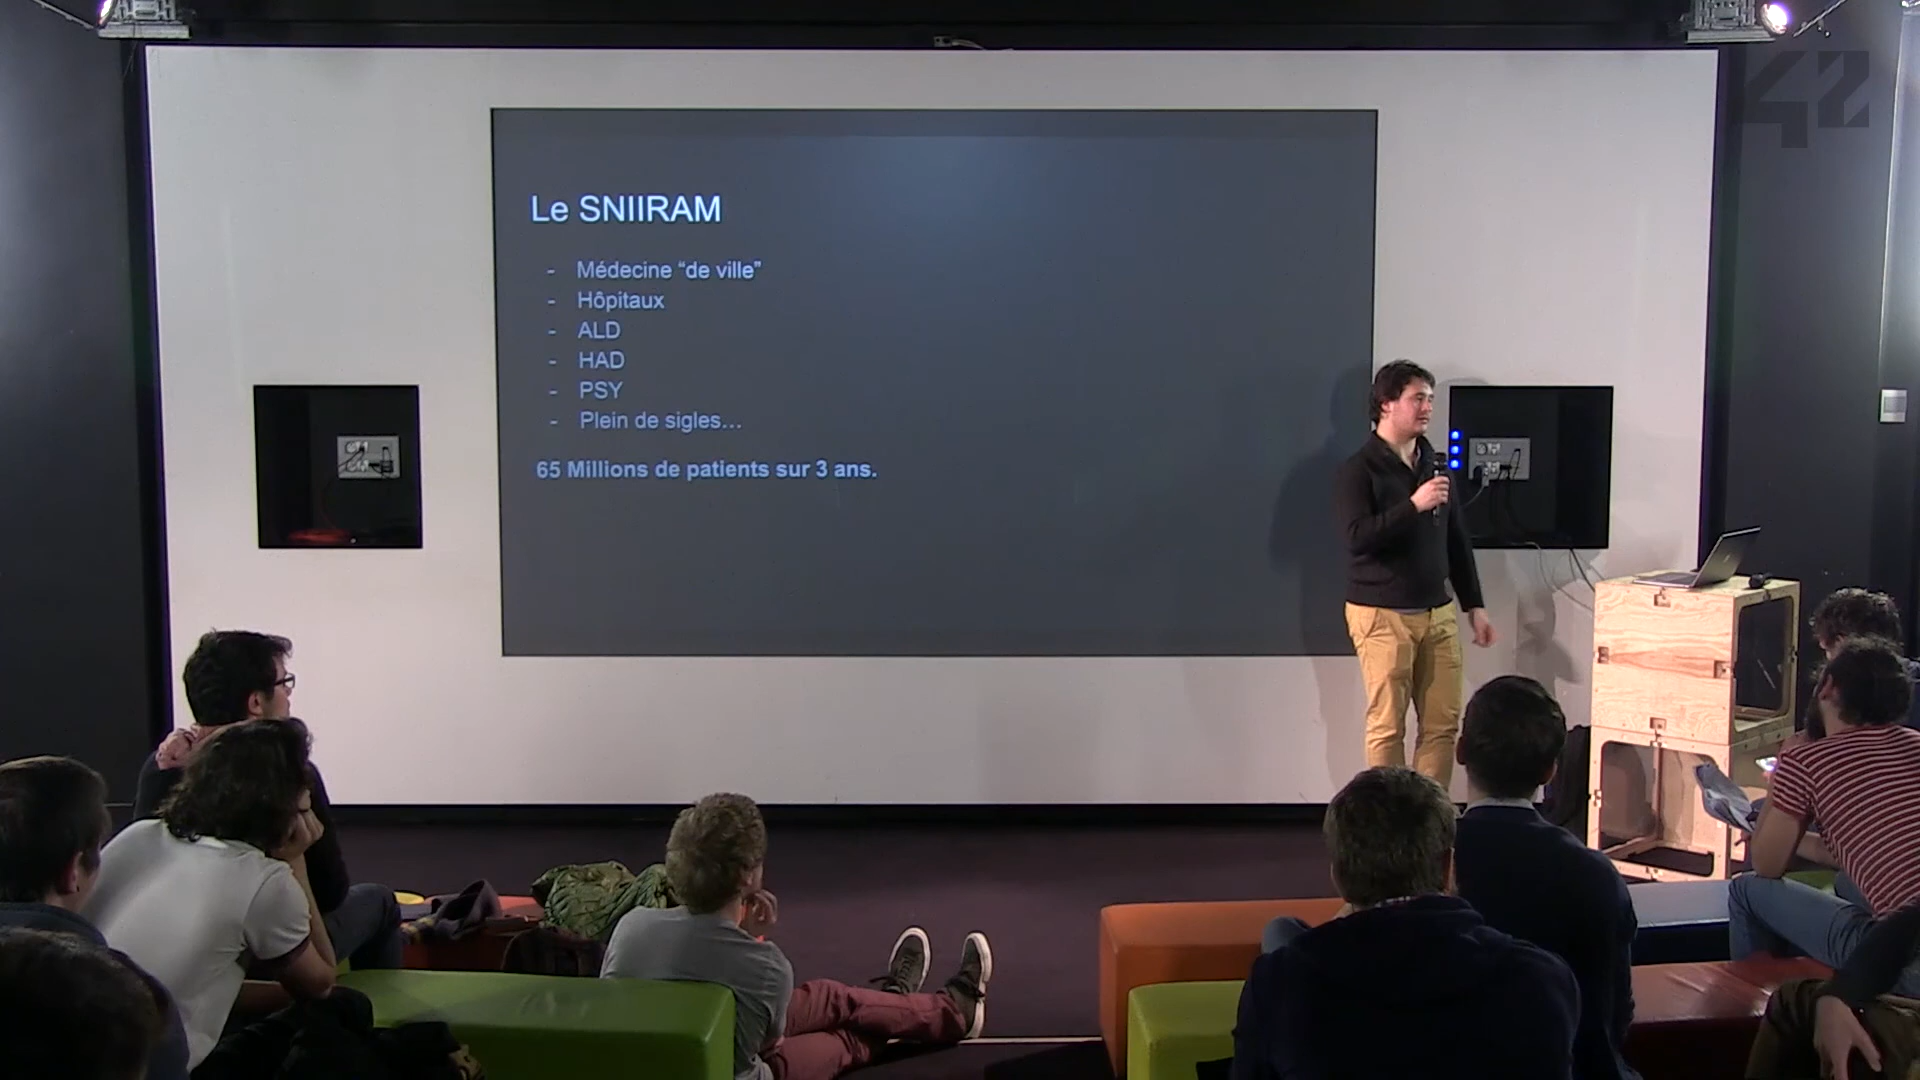 42
Le SNIIRAM
- Médecine “de ville”
- Hôpitaux
- ALD
- HAD
- PSY
- Plein de sigles…
65 Millions de patients sur 3 ans.